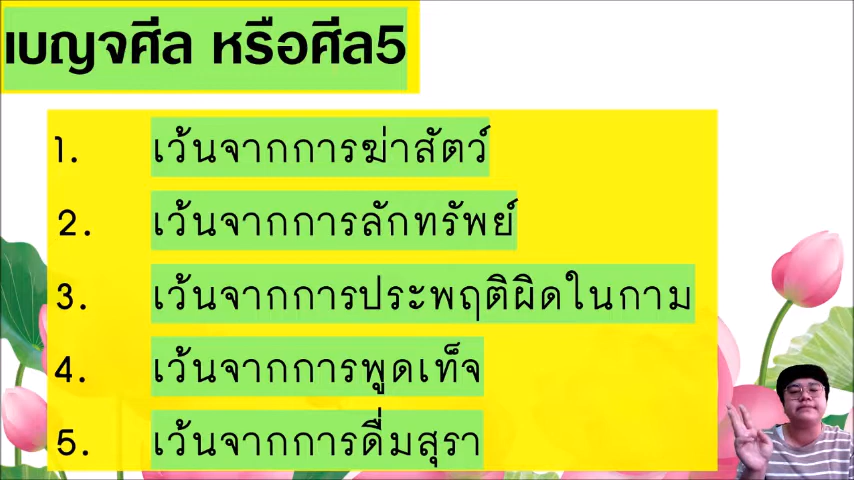 เบญจศีล หรือศีล5
1. เว้นจากการฆ่าสัตว์
2. เว้นจากการลักทรัพย์
3. เว้นจากการประพฤติผิดในกาม
4. เว้นจากการพูดเท็จ
5. เว้นจากการดื่มสุรา